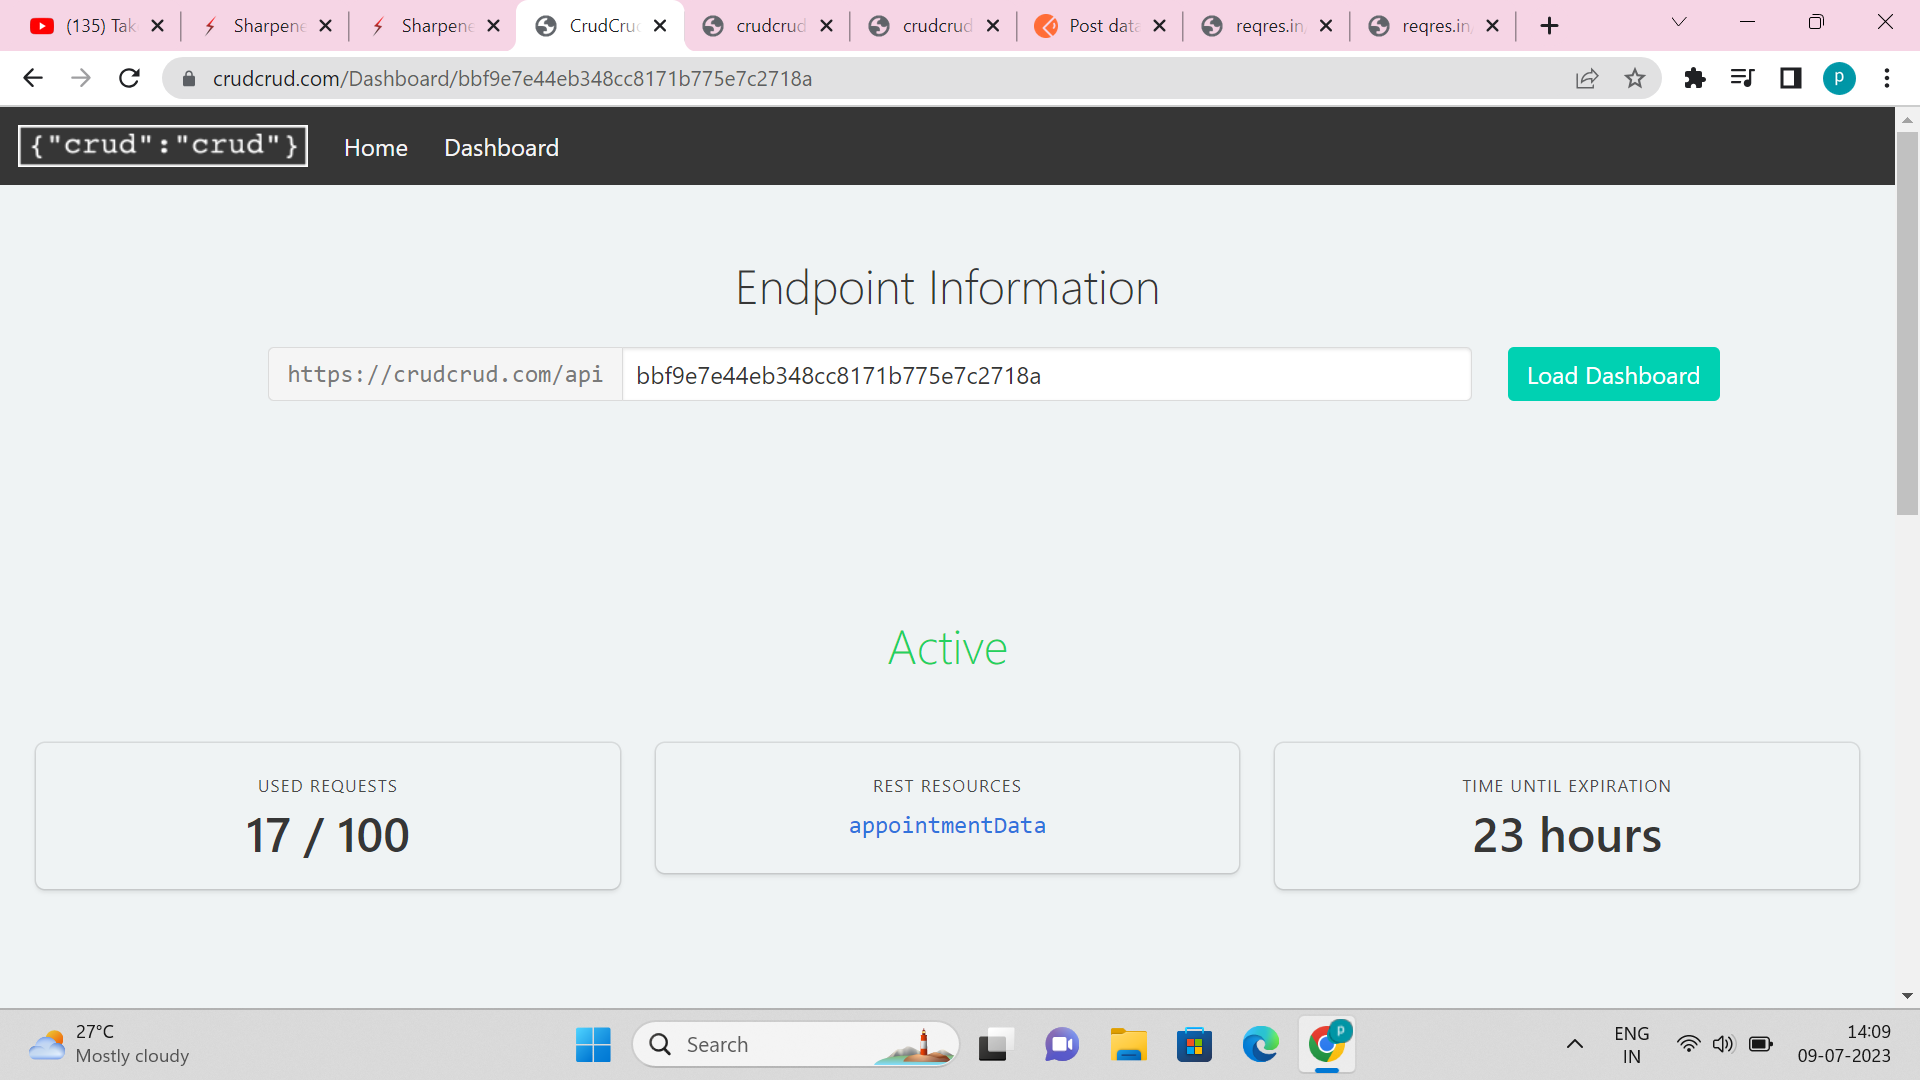 (135) Tak
Sharpene
Sharpene
CrudCru
crudcrud
crudcrud
Post data
reqres.in
reqres.in
crudcrud.com/Dashboard/bbf9e7e44eb348cc8171b775e7c2718a
p
{"crud":"crud"}
Home
Dashboard
Endpoint Information
https://crudcrud.com/api
bbf9e7e44eb348cc8171b775e7c2718a
Load Dashboard
Active
USED REQUESTS
17 / 100
REST RESOURCES
appointmentData
TIME UNTIL EXPIRATION
23 hours
27°C
Mostly cloudy
Search
p
ENG
IN
14:09
09-07-2023